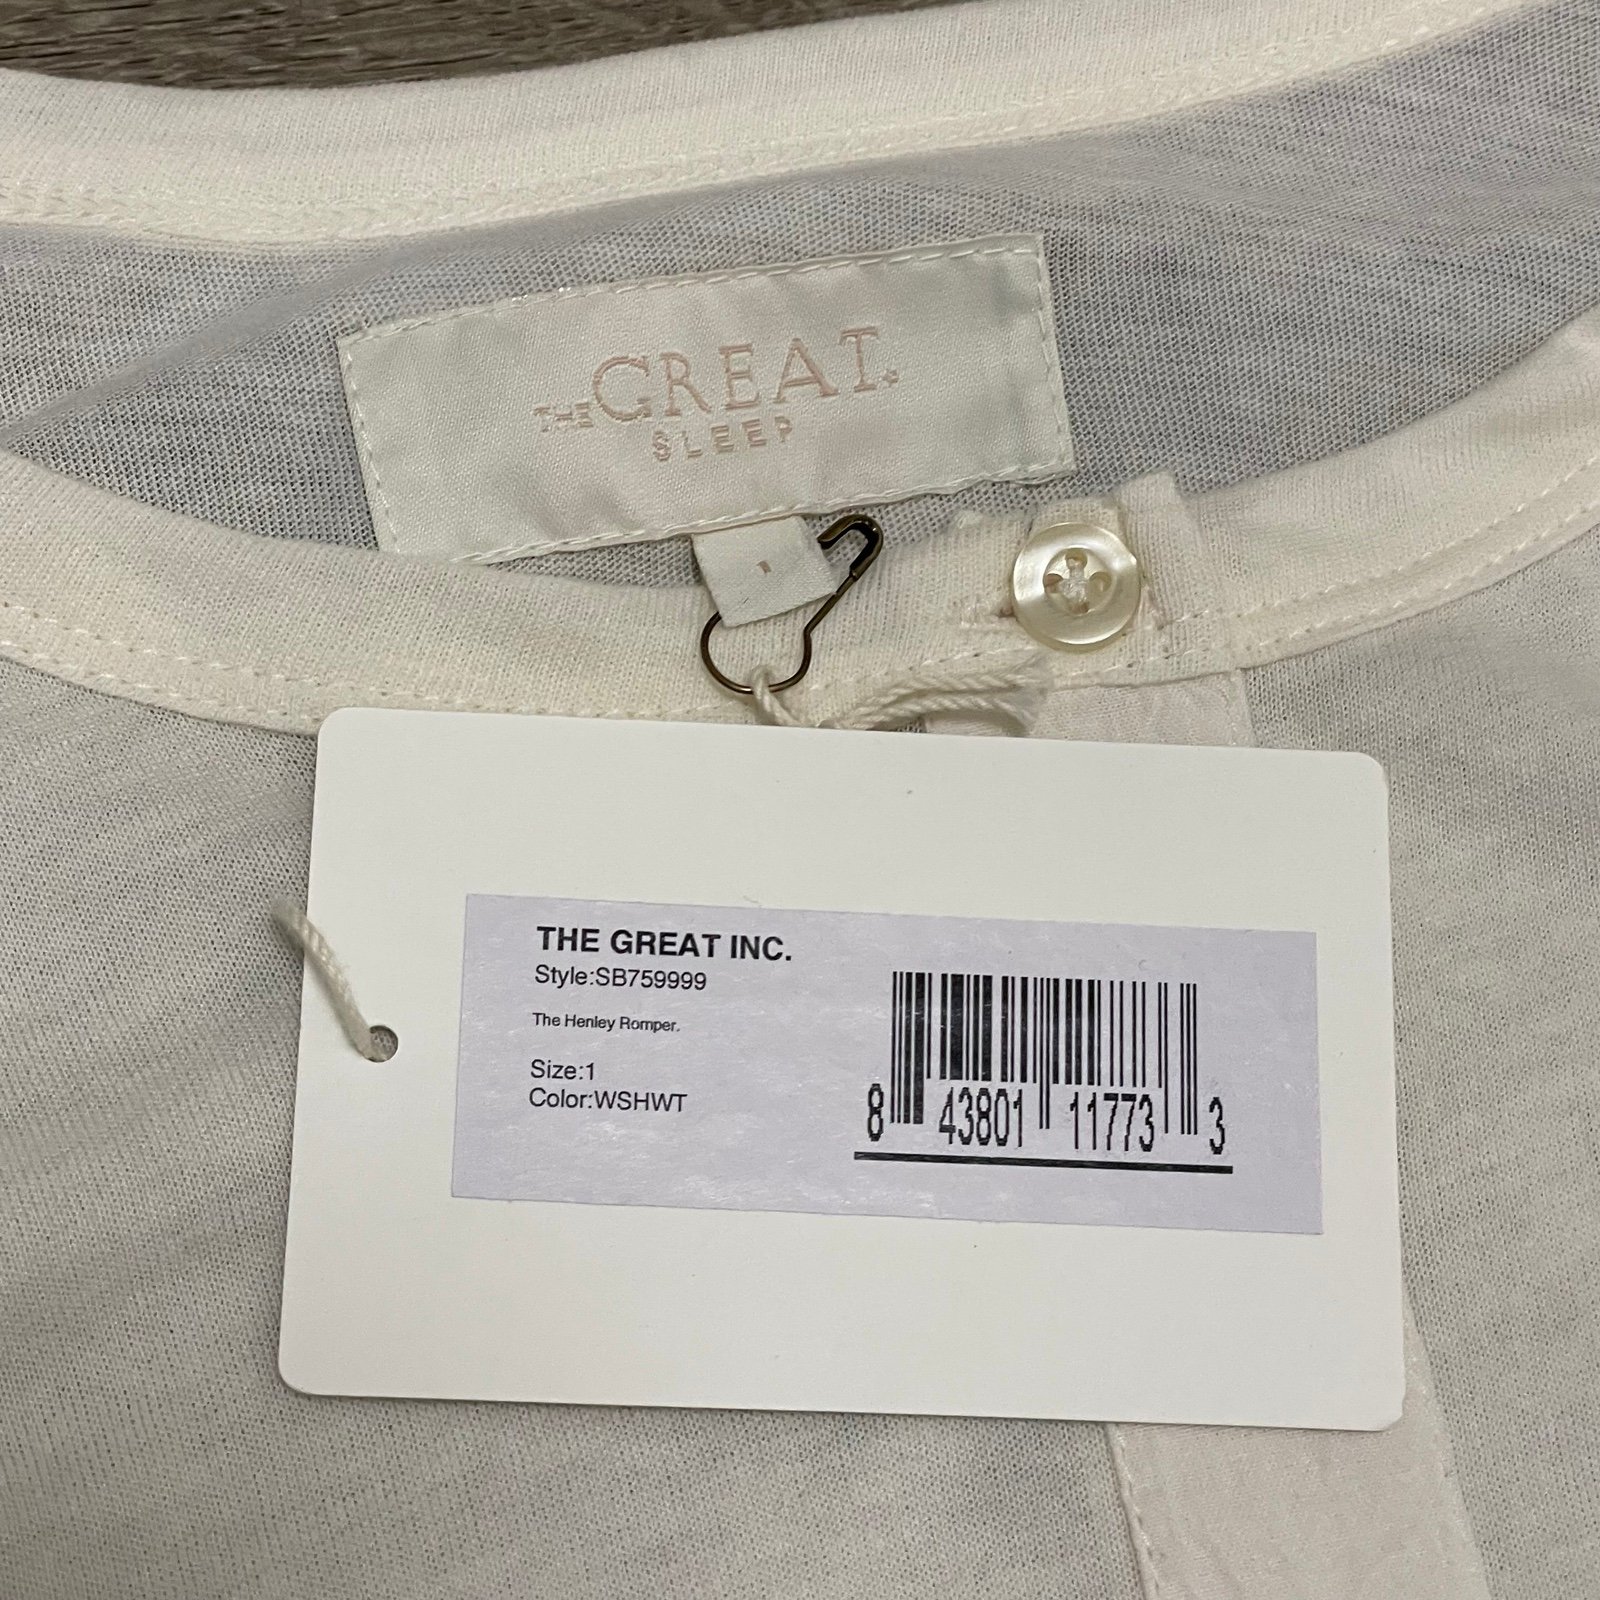 THE GREAT.
SLEEP
1
THE GREAT INC.
Style:SB759999
The Henley Romper.
Size:1
Color:WSHWT
8 43801 11773 3